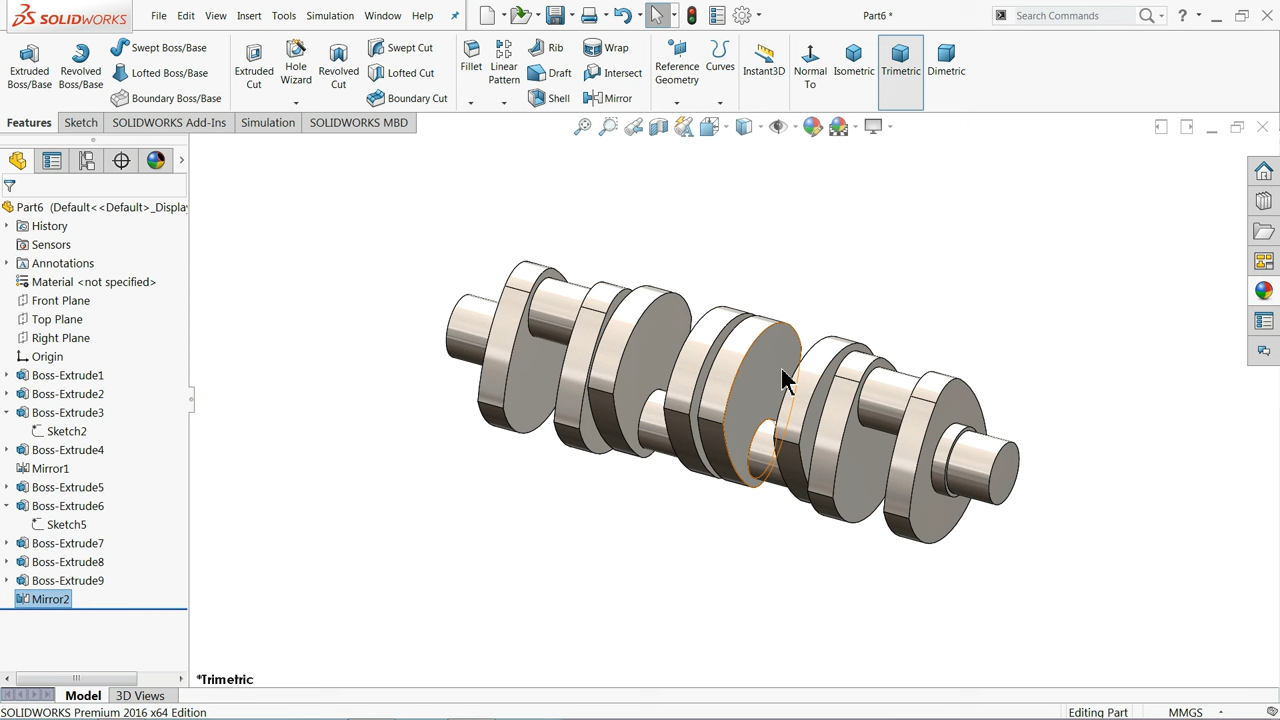 SOLIDWORKS
File Edit View Insert Tools Simulation Window Help
Part6 *
Search Commands
Extruded Boss/Base
Revolved Boss/Base
Swept Boss/Base
Lofted Boss/Base
Boundary Boss/Base
Extruded Cut
Hole Wizard
Revolved Cut
Swept Cut
Lofted Cut
Boundary Cut
Fillet
Linear Pattern
Rib
Draft
Shell
Wrap
Intersect
Mirror
Reference Geometry
Curves
Instant3D
Normal To
Isometric
Trimetric
Dimetric
Features Sketch SOLIDWORKS Add-Ins Simulation SOLIDWORKS MBD
Part6 (Default<<Default>_Display
History
Sensors
Annotations
Material <not specified>
Front Plane
Top Plane
Right Plane
Origin
Boss-Extrude1
Boss-Extrude2
Boss-Extrude3
Sketch2
Boss-Extrude4
Mirror1
Boss-Extrude5
Boss-Extrude6
Sketch5
Boss-Extrude7
Boss-Extrude8
Boss-Extrude9
Mirror2
*Trimetric
Model 3D Views
SOLIDWORKS Premium 2016 x64 Edition
Editing Part
MMGS